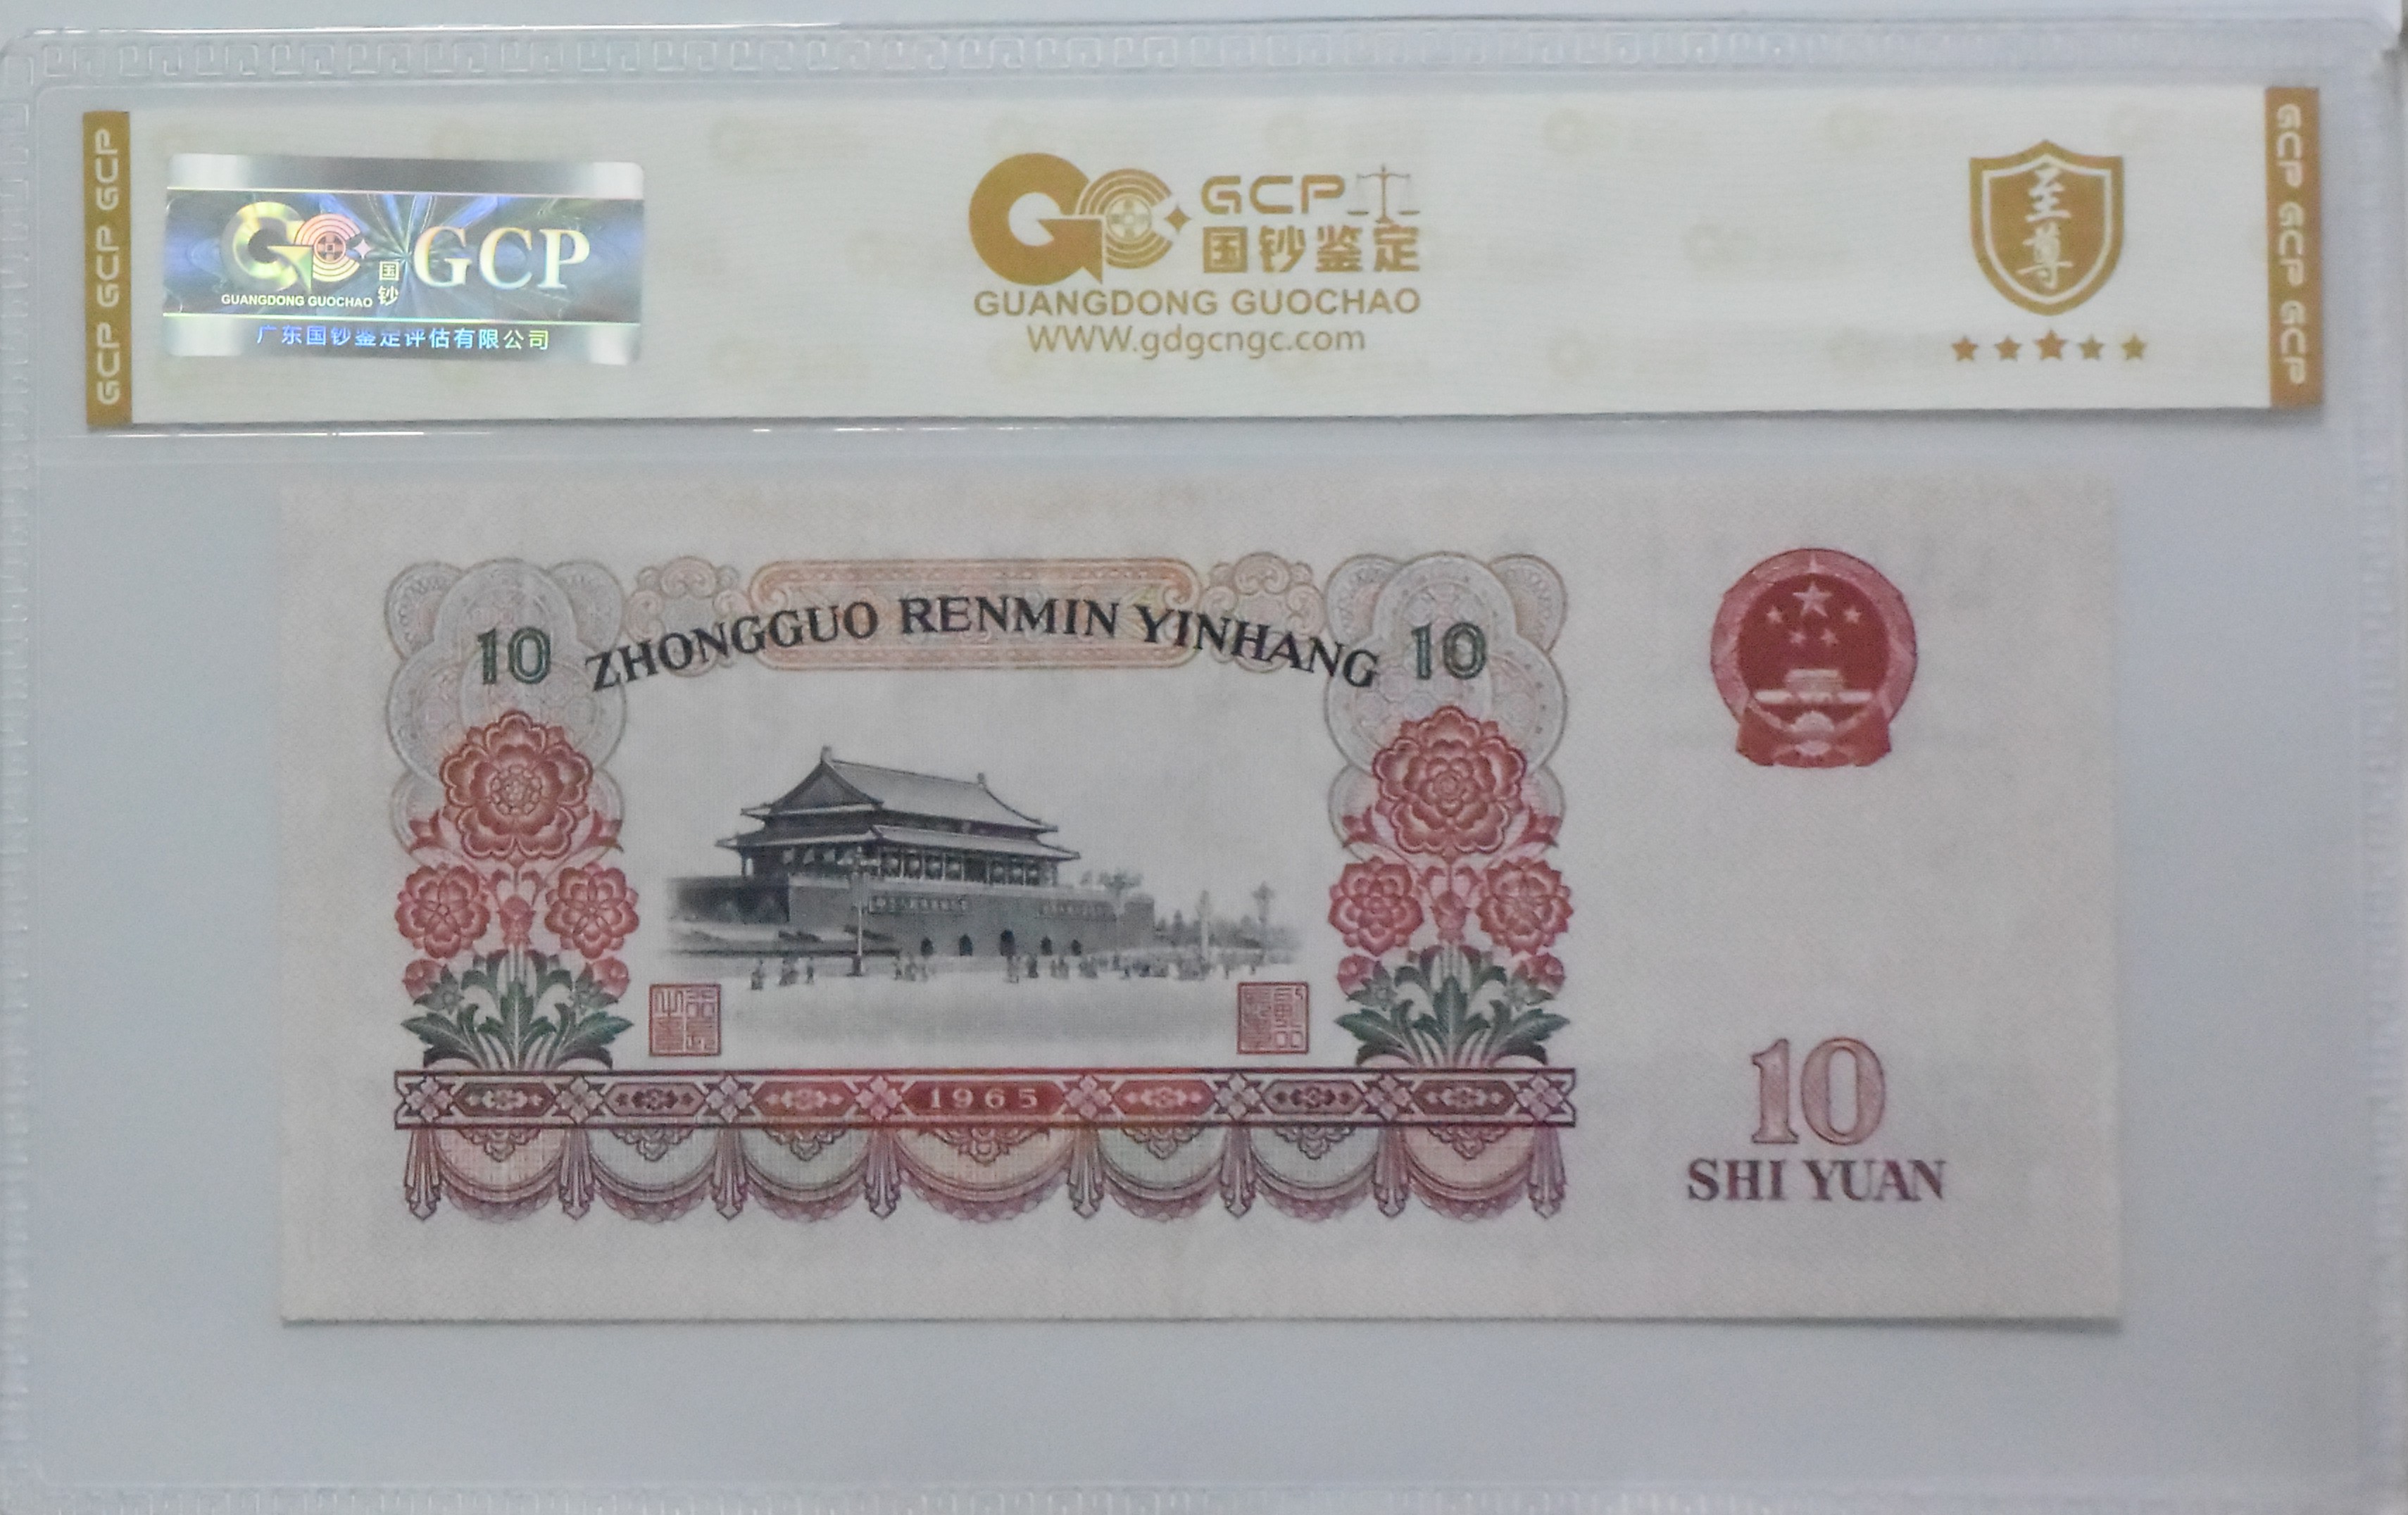 GCP GCP GCP
GCP
国钞
GUANGDONG GUOCHAO
广东国钞鉴定评估有限公司
GCP
国钞鉴定
GUANGDONG GUOCHAO
WWW.gdgcngc.com
至尊
GCP GCP GCP
10 ZHONGGUO RENMIN YINHANG 10
1965
10
SHI YUAN